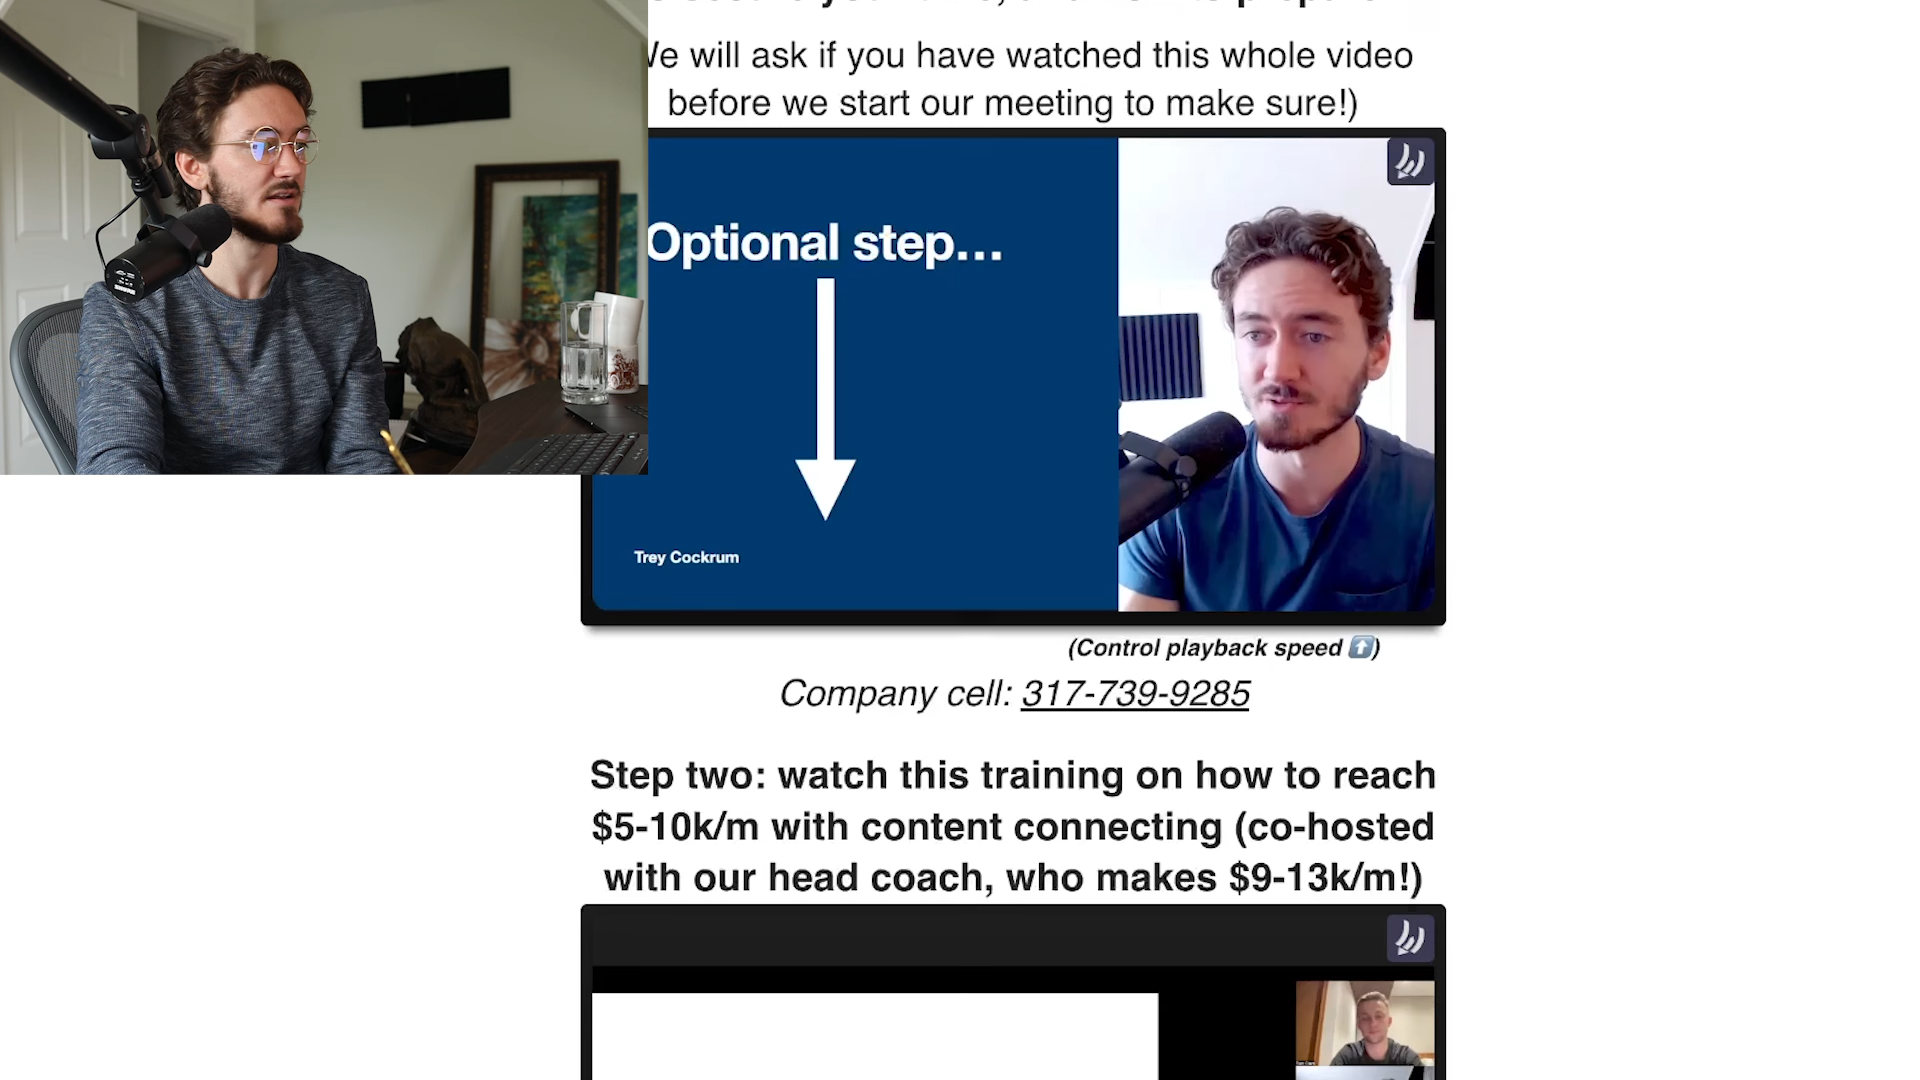 will ask if you have watched this whole video
before we start our meeting to make sure!)
Optional step...
Trey Cockrum
(Control playback speed ⬆️)
Company cell: 317-739-9285
Step two: watch this training on how to reach
$5-10k/m with content connecting (co-hosted
with our head coach, who makes $9-13k/m!)
SHURE